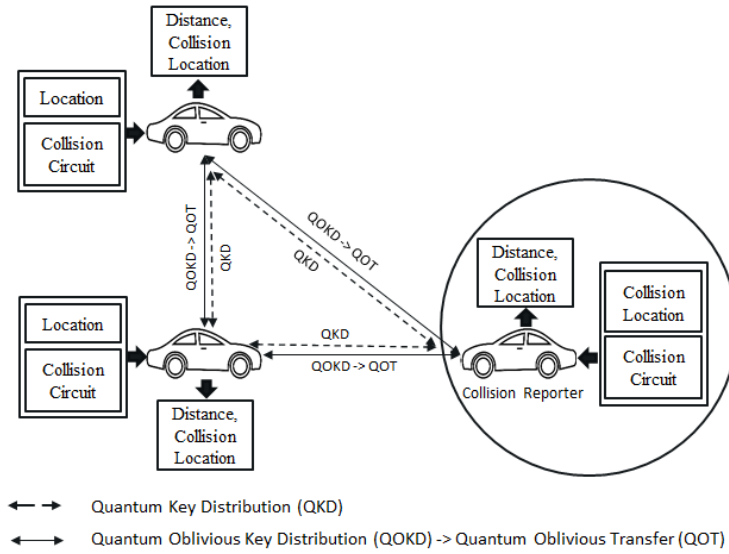 Distance,
Collision
Location
Location
Collision
Circuit
QOKD -> QOT
QKD
QOKD -> QOT
QKD
Distance,
Collision
Location
Collision
Location
Collision
Circuit
Collision Reporter
Location
Collision
Circuit
QKD
QOKD -> QOT
Distance,
Collision
Location
Quantum Key Distribution (QKD)
Quantum Oblivious Key Distribution (QOKD) -> Quantum Oblivious Transfer (QOT)